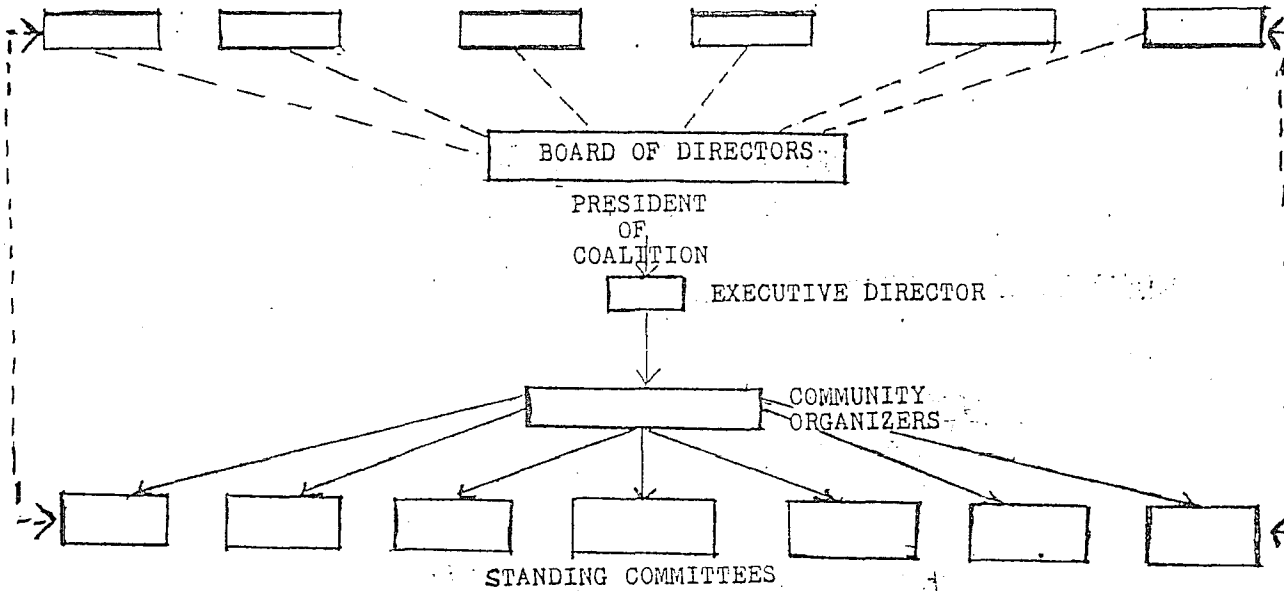 BOARD OF DIRECTORS
PRESIDENT
OF
COALITION
EXECUTIVE DIRECTOR
COMMUNITY
ORGANIZERS
STANDING COMMITTEES